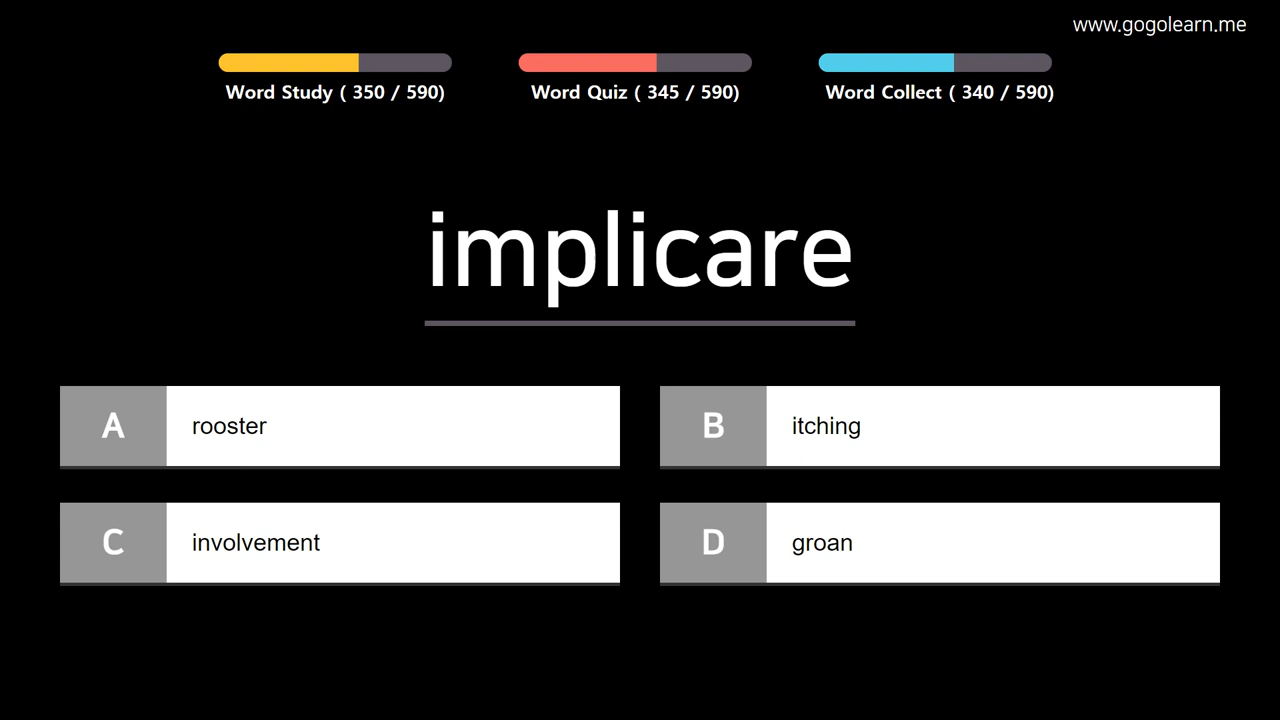 www.gogolearn.me
Word Study ( 350 / 590)
Word Quiz ( 345 / 590)
Word Collect ( 340 / 590)
implicare
A rooster
B itching
C involvement
D groan